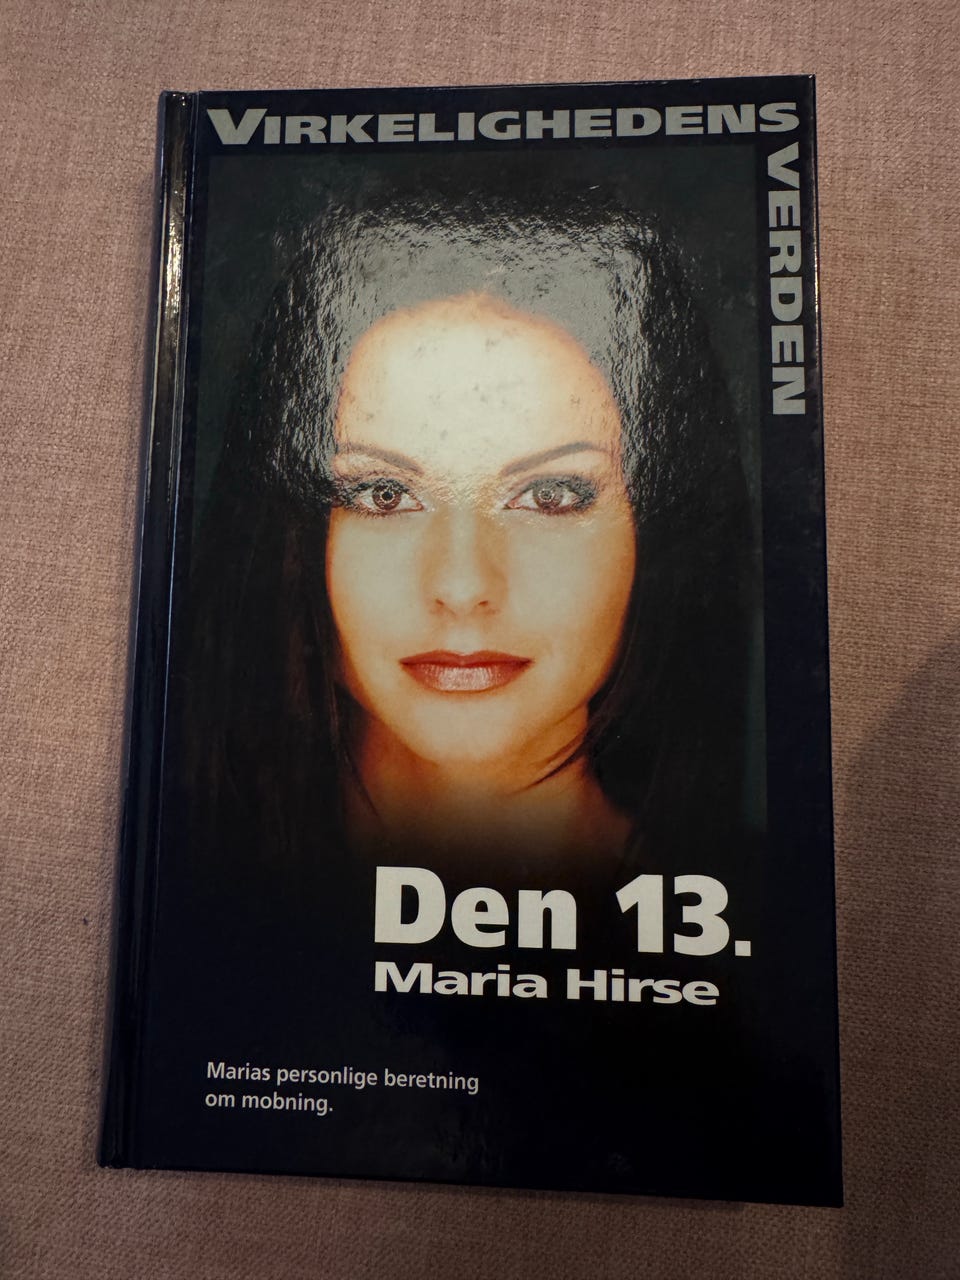 VIRKELIGHEDENS
VERDEN
Den 13.
Maria Hirse
Marias personlige beretning
om mobning.